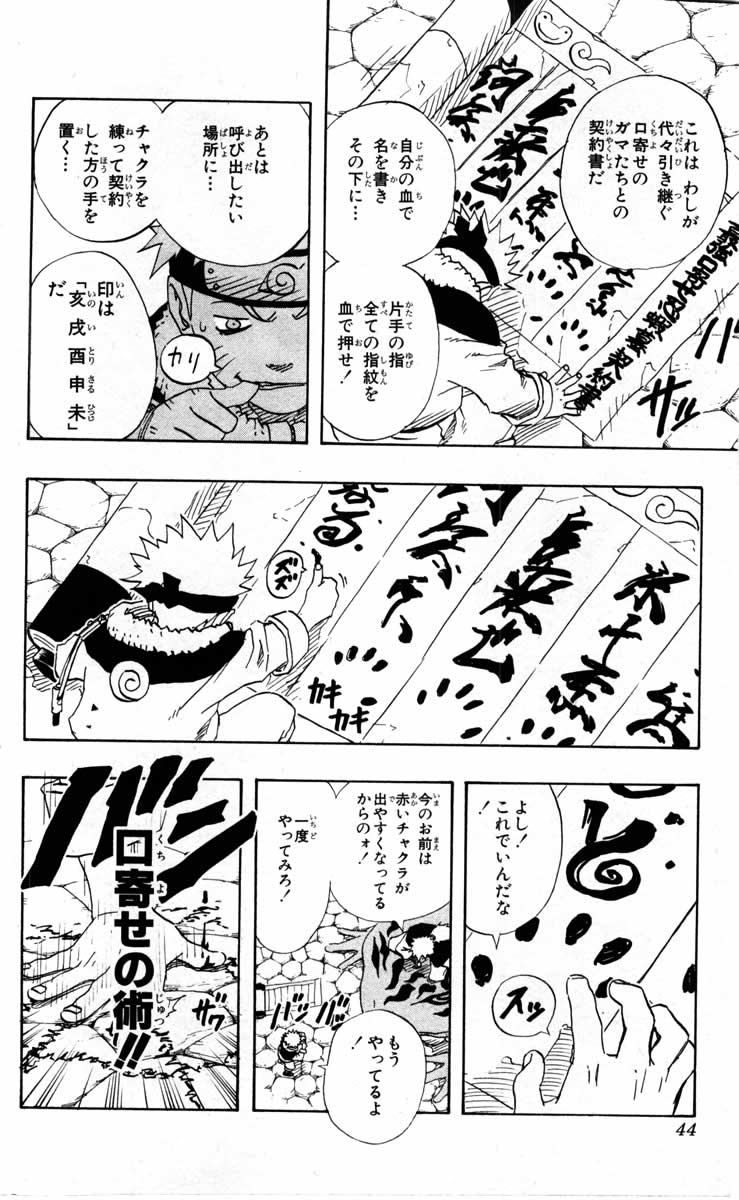 これは わしが
代々引き継ぐ
口寄せの
ガマたちとの
契約書だ
自分の血で
名を書き
その下に…
片手の指
全ての指紋を
血で押せ！
ザッ
あとは
呼び出したい
場所に…
チャクラを
練って契約
した方の手を
置く…
カリ
印は
「亥戌酉申未」
だ
ズズ
カキ
カキ
よし！
これでいんだな
！
スッ
今のお前は
赤いチャクラが
出やすくなってる
からのォ！
一度
やってみろ！
バッ
バッ
もう
やってるよ
！
バン
口寄せの術!!
ザワ
44